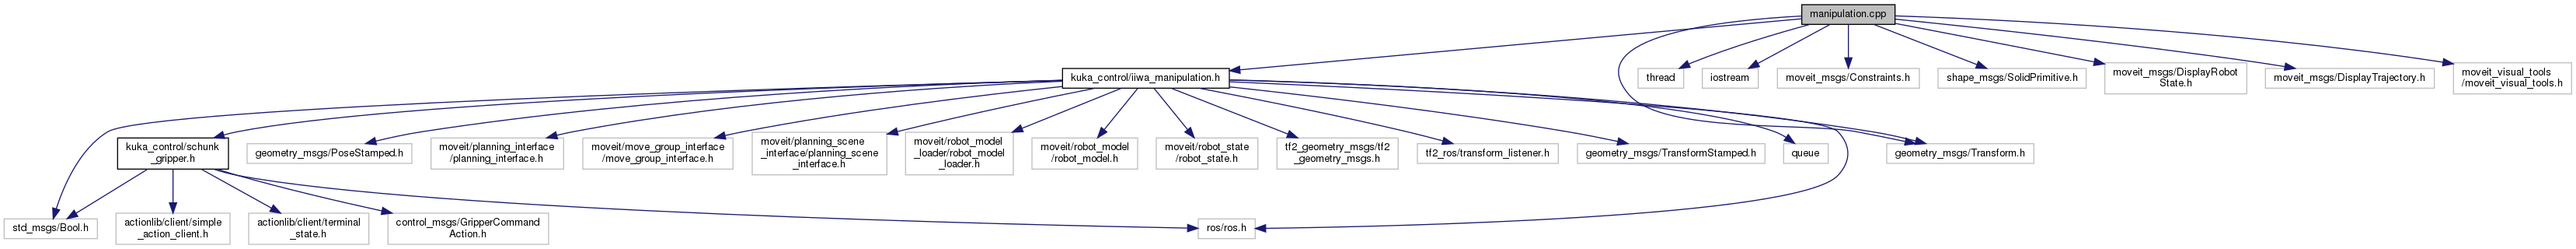 manipulation.cpp
kuka_control/iiwa_manipulation.h
thread
iostream
moveit_msgs/Constraints.h
shape_msgs/SolidPrimitive.h
moveit_msgs/DisplayRobot
State.h
moveit_msgs/DisplayTrajectory.h
moveit_visual_tools
/moveit_visual_tools.h
kuka_control/schunk
_gripper.h
geometry_msgs/PoseStamped.h
moveit/planning_interface
/planning_interface.h
moveit/move_group_interface
/move_group_interface.h
moveit/planning_scene
_interface/planning_scene
_interface.h
moveit/robot_model
_loader/robot_model
_loader.h
moveit/robot_model
/robot_model.h
moveit/robot_state
/robot_state.h
tf2_geometry_msgs/tf2
_geometry_msgs.h
tf2_ros/transform_listener.h
geometry_msgs/TransformStamped.h
queue
geometry_msgs/Transform.h
std_msgs/Bool.h
actionlib/client/simple
_action_client.h
actionlib/client/terminal
_state.h
control_msgs/GripperCommand
Action.h
ros/ros.h